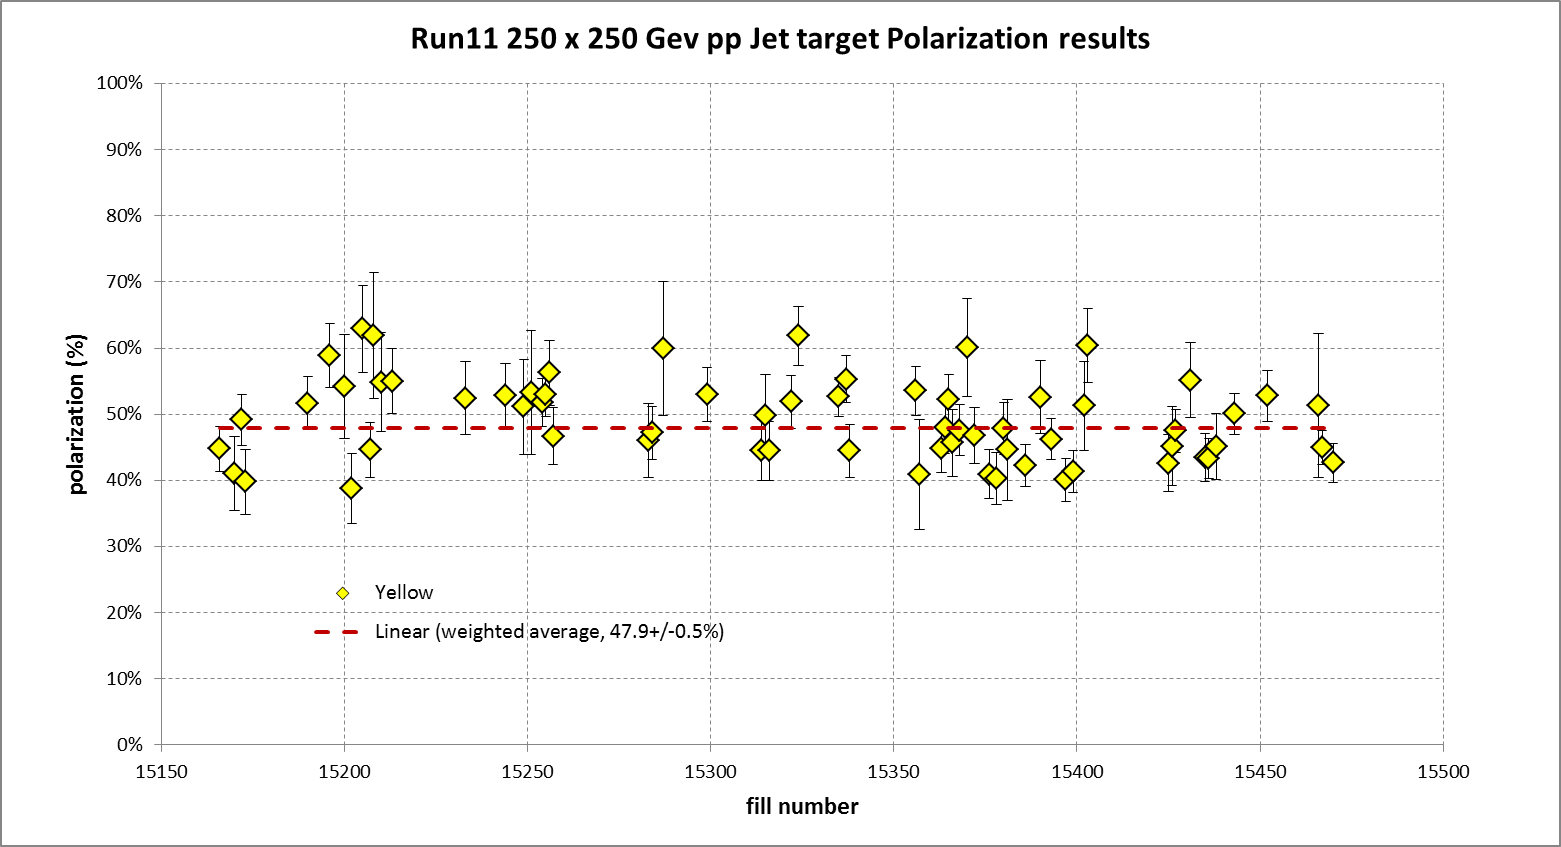 Run11 250 x 250 Gev pp Jet target Polarization results
100%
90%
80%
70%
60%
50%
40%
30%
20%
10%
0%
polarization (%)
Yellow
Linear (weighted average, 47.9+/-0.5%)
15150 15200 15250 15300 15350 15400 15450 15500
fill number